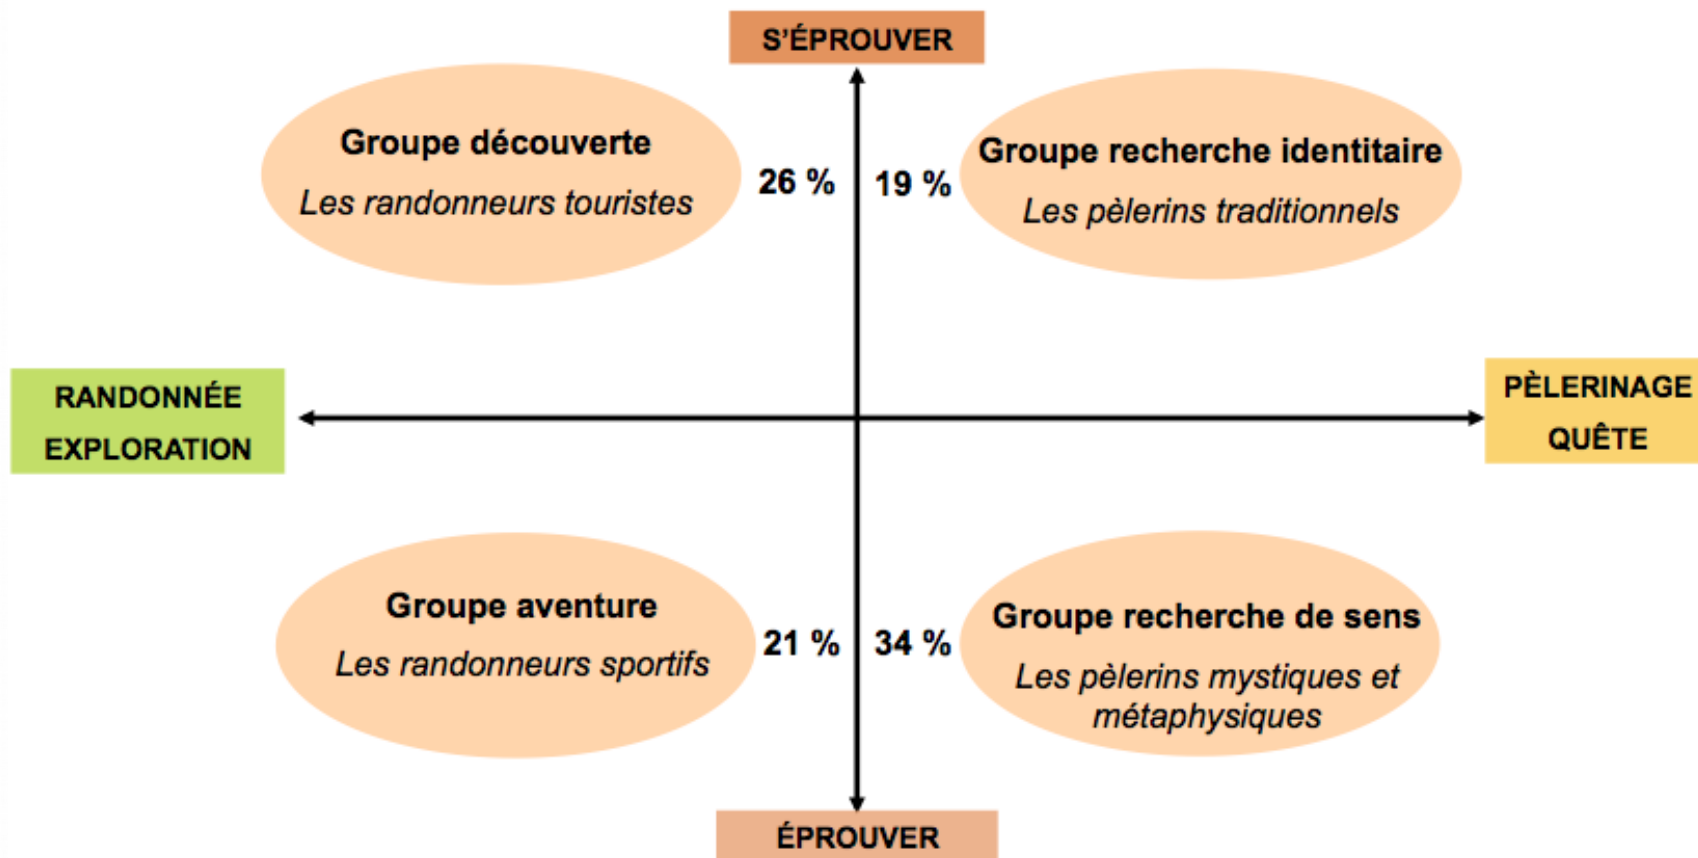 S'ÉPROUVER
Groupe découverte
Les randonneurs touristes
26 %
19 %
Groupe recherche identitaire
Les pèlerins traditionnels
RANDONNÉE
EXPLORATION
PÈLERINAGE
QUÊTE
Groupe aventure
Les randonneurs sportifs
21 %
34 %
Groupe recherche de sens
Les pèlerins mystiques et
métaphysiques
ÉPROUVER